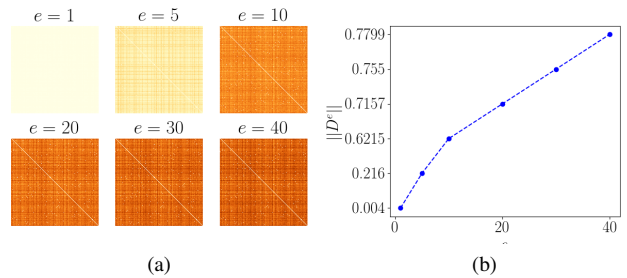 e = 1
e = 5
e = 10
e = 20
e = 30
e = 40
(a)
||D^e||
0.7799
0.755
0.7157
0.6215
0.216
0.004
0
20
40
(b)